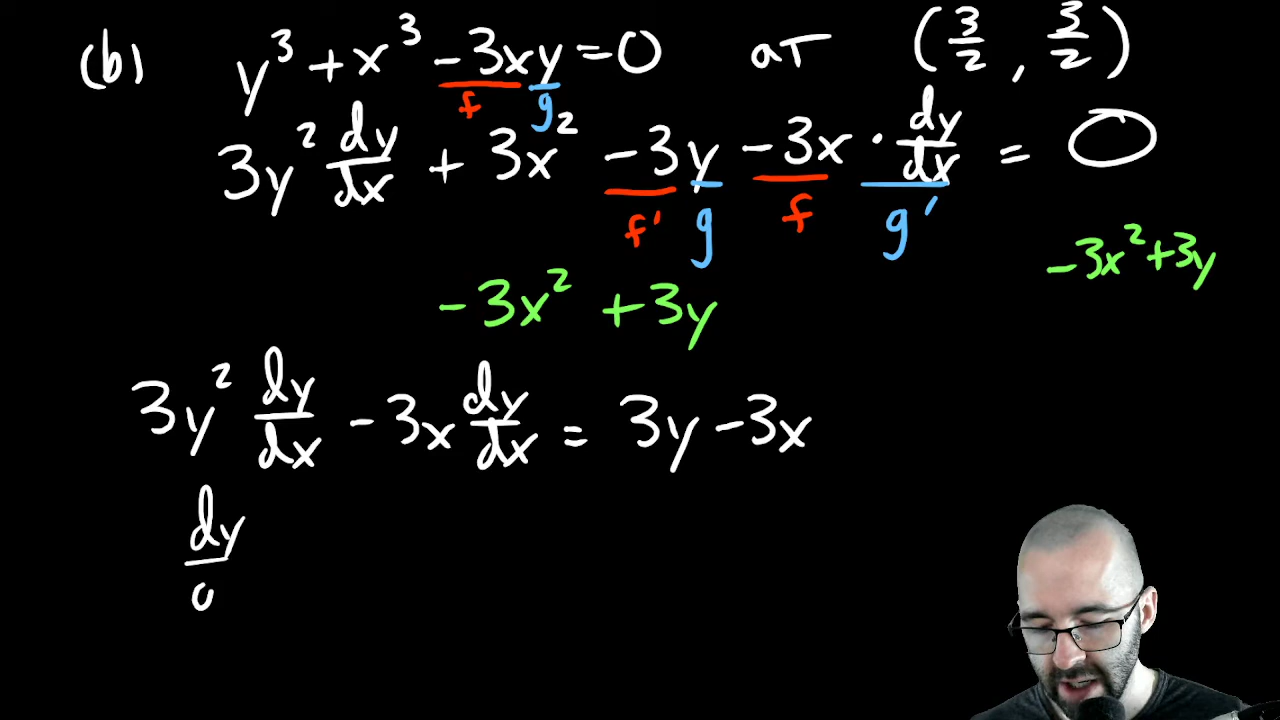 (b) y³ + x³ - 3xy = 0 at (3/2, 3/2)
f g
3y² dy/dx + 3x² - 3y - 3x · dy/dx = 0
f' g f g'
-3x² + 3y -3x² + 3y
3y² dy/dx - 3x dy/dx = 3y - 3x
dy